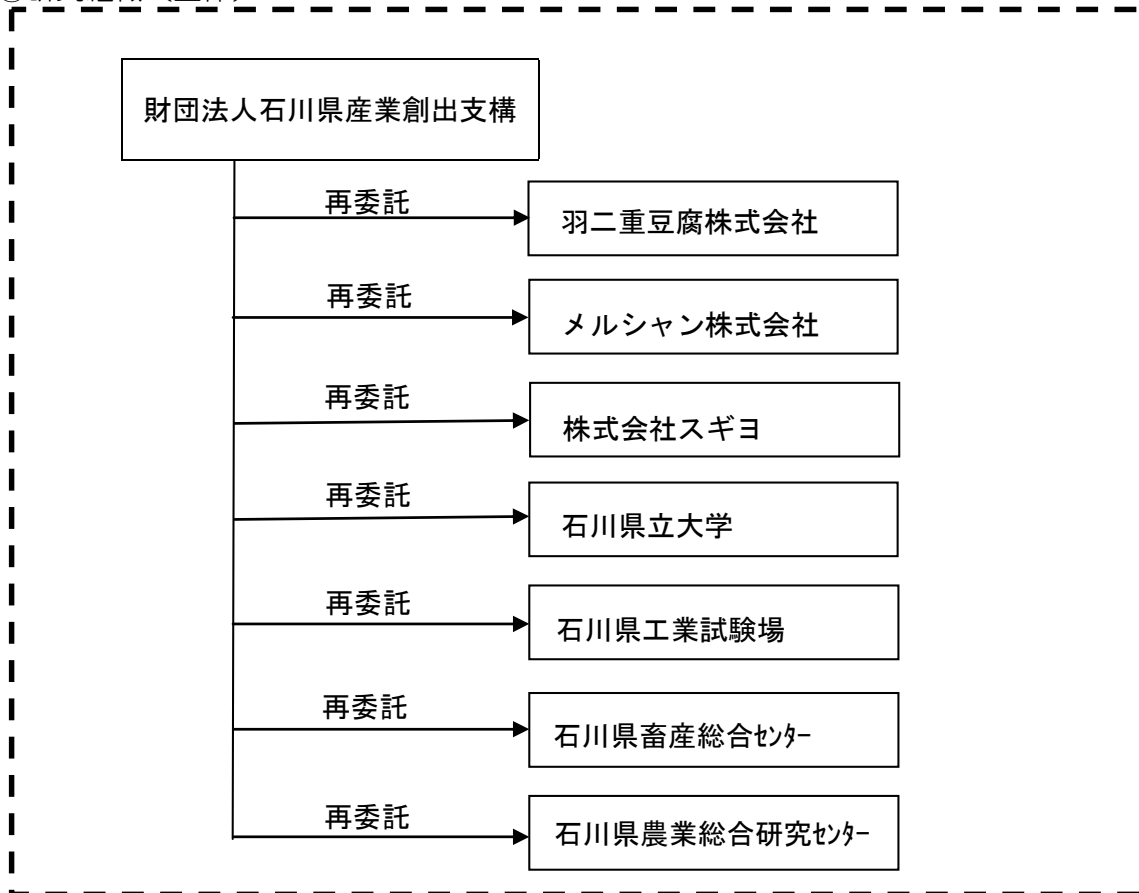 財団法人石川県産業創出支構
再委託
羽二重豆腐株式会社
再委託
メルシャン株式会社
再委託
株式会社スギヨ
再委託
石川県立大学
再委託
石川県工業試験場
再委託
石川県畜産総合ｾﾝﾀｰ
再委託
石川県農業総合研究ｾﾝﾀｰ